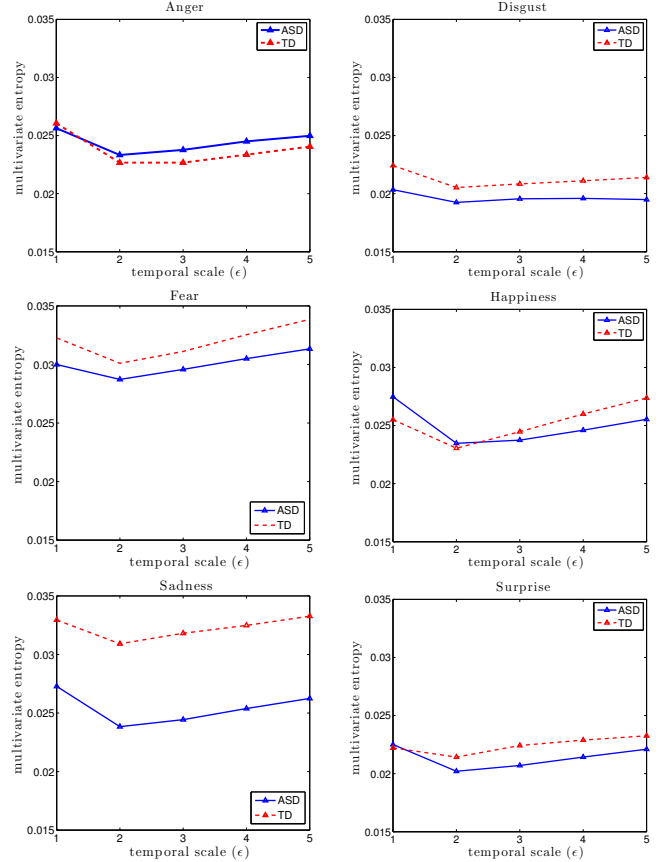 Anger
0.035
0.03
0.025
0.02
0.015
1 2 3 4 5
multivariate entropy
temporal scale (ϵ)
ASD
TD
Disgust
0.035
0.03
0.025
0.02
0.015
1 2 3 4 5
multivariate entropy
temporal scale (ϵ)
ASD
TD
Fear
0.035
0.03
0.025
0.02
0.015
1 2 3 4 5
multivariate entropy
temporal scale (ϵ)
ASD
TD
Happiness
0.035
0.03
0.025
0.02
0.015
1 2 3 4 5
multivariate entropy
temporal scale (ϵ)
ASD
TD
Sadness
0.035
0.03
0.025
0.02
0.015
1 2 3 4 5
multivariate entropy
temporal scale (ϵ)
ASD
TD
Surprise
0.035
0.03
0.025
0.02
0.015
1 2 3 4 5
multivariate entropy
temporal scale (ϵ)
ASD
TD